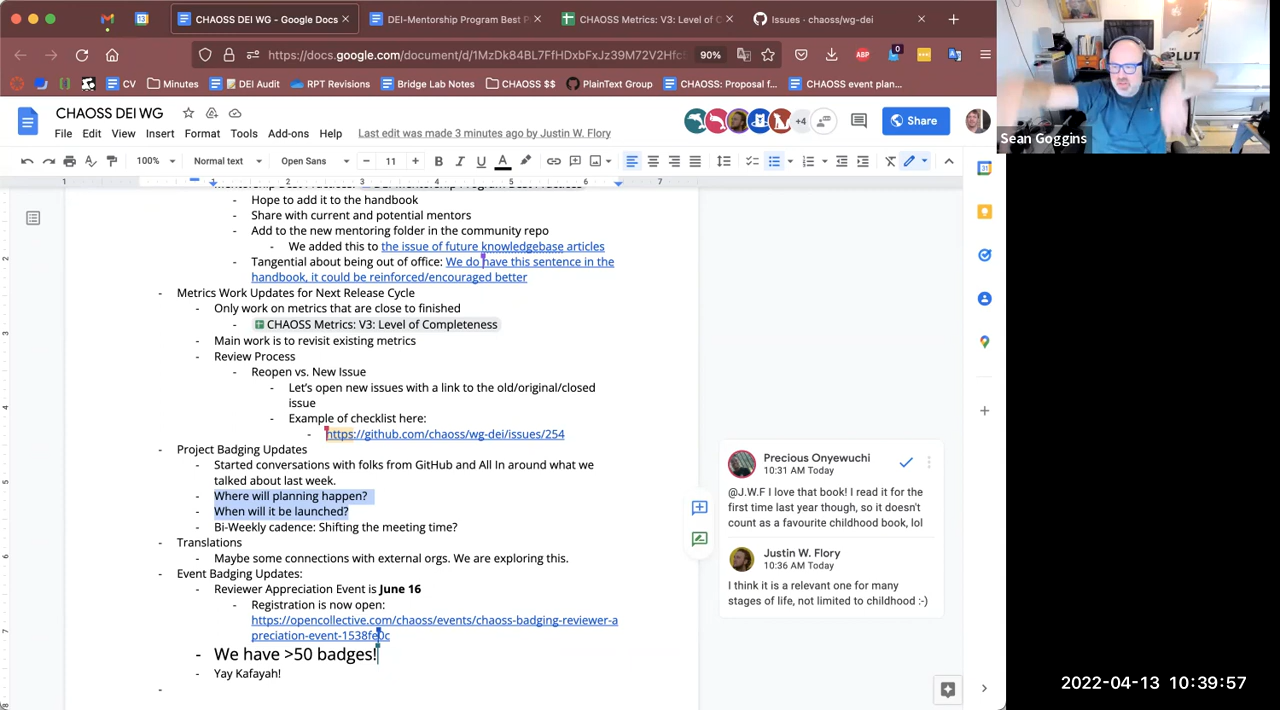 CHAOSS DEI WG - Google Docs
DEI-Mentorship Program Best P
CHAOSS Metrics: V3: Level of C
Issues · chaoss/wg-dei
https://docs.google.com/document/d/1MzDk84BL7FfHDxbFxJz39M72V2Hfc
90%
ABP
0
CV
Minutes
DEI Audit
RPT Revisions
Bridge Lab Notes
CHAOSS $$
PlainText Group
CHAOSS: Proposal f...
CHAOSS event plan...
CHAOSS DEI WG
File Edit View Insert Format Tools Add-ons Help
Last edit was made 3 minutes ago by Justin W. Flory
+4
Share
100%
Normal text
Open Sans
11
B I U A
1 1 2 3 4 5 6 7
- Hope to add it to the handbook
- Share with current and potential mentors
- Add to the new mentoring folder in the community repo
- We added this to the issue of future knowledgebase articles
- Tangential about being out of office: We do have this sentence in the
handbook, it could be reinforced/encouraged better
- Metrics Work Updates for Next Release Cycle
- Only work on metrics that are close to finished
- CHAOSS Metrics: V3: Level of Completeness
- Main work is to revisit existing metrics
- Review Process
- Reopen vs. New Issue
- Let's open new issues with a link to the old/original/closed
issue
- Example of checklist here:
- https://github.com/chaoss/wg-dei/issues/254
- Project Badging Updates
- Started conversations with folks from GitHub and All In around what we
talked about last week.
- Where will planning happen?
- When will it be launched?
- Bi-Weekly cadence: Shifting the meeting time?
- Translations
- Maybe some connections with external orgs. We are exploring this.
- Event Badging Updates:
- Reviewer Appreciation Event is June 16
- Registration is now open:
https://opencollective.com/chaoss/events/chaoss-badging-reviewer-a
preciation-event-1538fe0c
- We have >50 badges!
- Yay Kafayah!
-
Precious Onyewuchi
10:31 AM Today
@J.W.F I love that book! I read it for the
first time last year though, so it doesn't
count as a favourite childhood book, lol
Justin W. Flory
10:36 AM Today
I think it is a relevant one for many
stages of life, not limited to childhood :-)
PLUT
Sean Goggins
2022-04-13 10:39:57